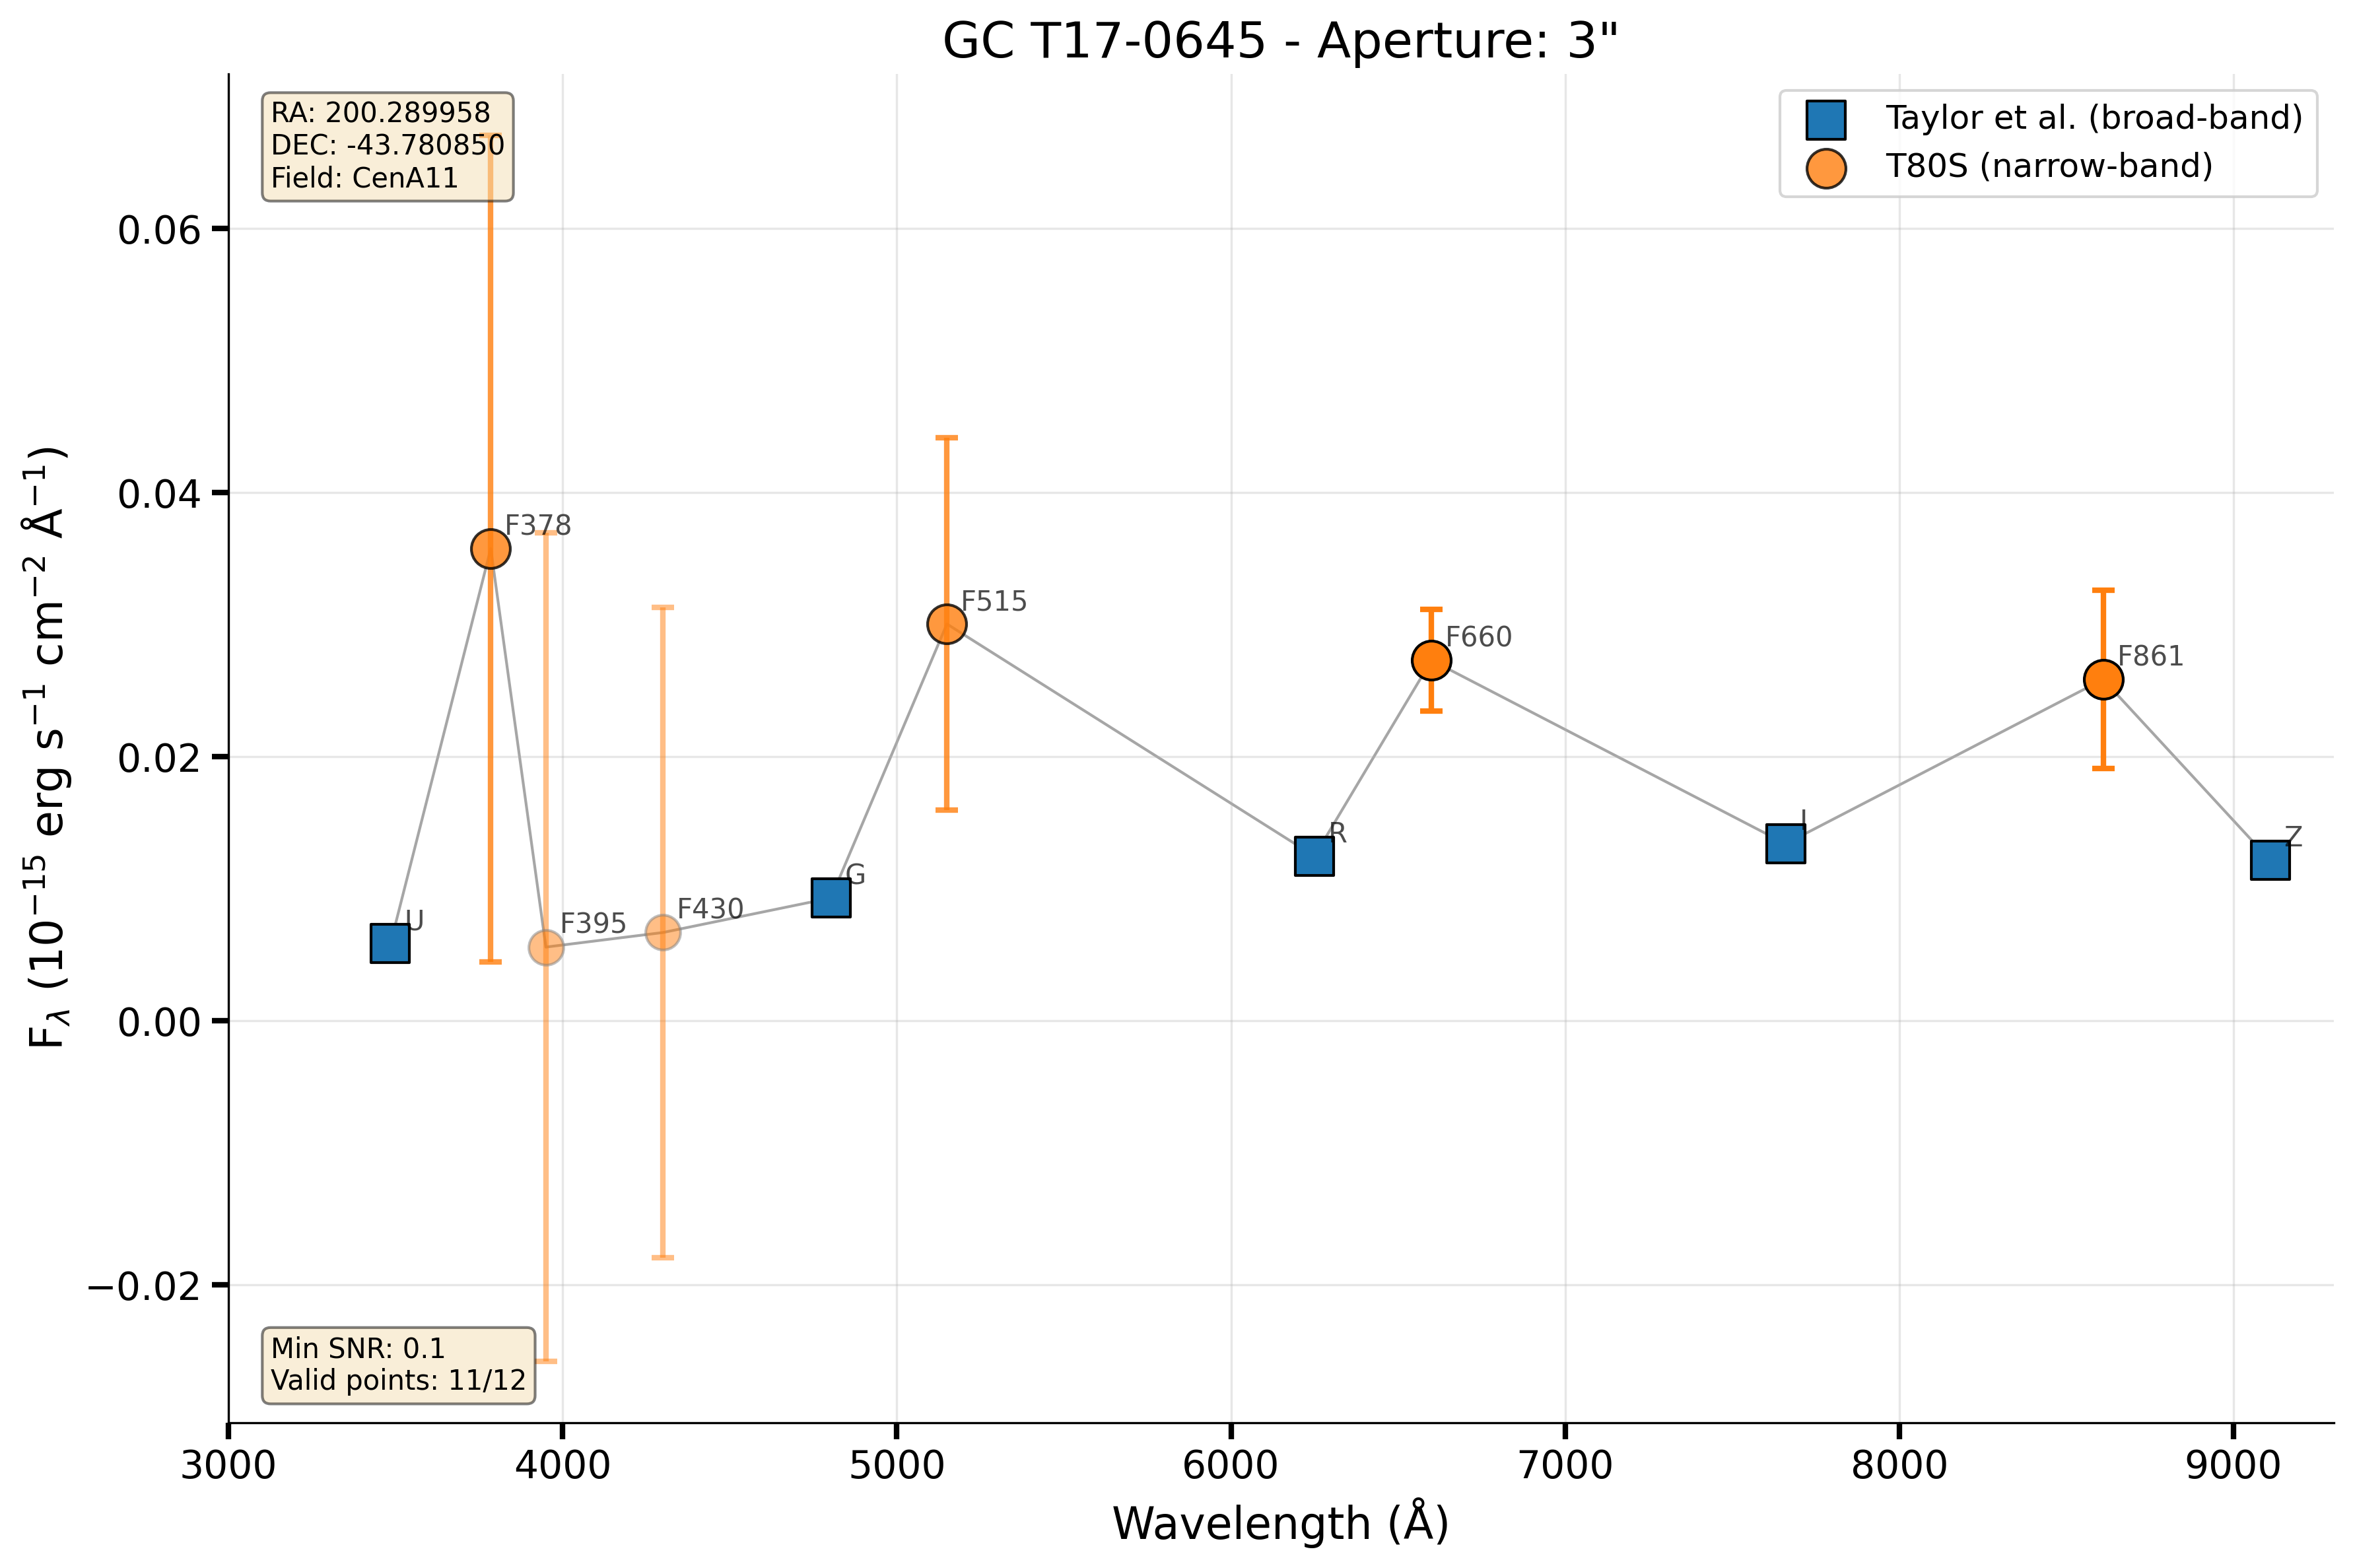 GC T17-0645 - Aperture: 3"
RA: 200.289958
DEC: -43.780850
Field: CenA11
Taylor et al. (broad-band)
T80S (narrow-band)
0.06
0.04
0.02
0.00
−0.02
F_λ (10⁻¹⁵ erg s⁻¹ cm⁻² Å⁻¹)
F378
F515
F660
F861
R
I
Z
G
U
F395
F430
Min SNR: 0.1
Valid points: 11/12
3000 4000 5000 6000 7000 8000 9000
Wavelength (Å)